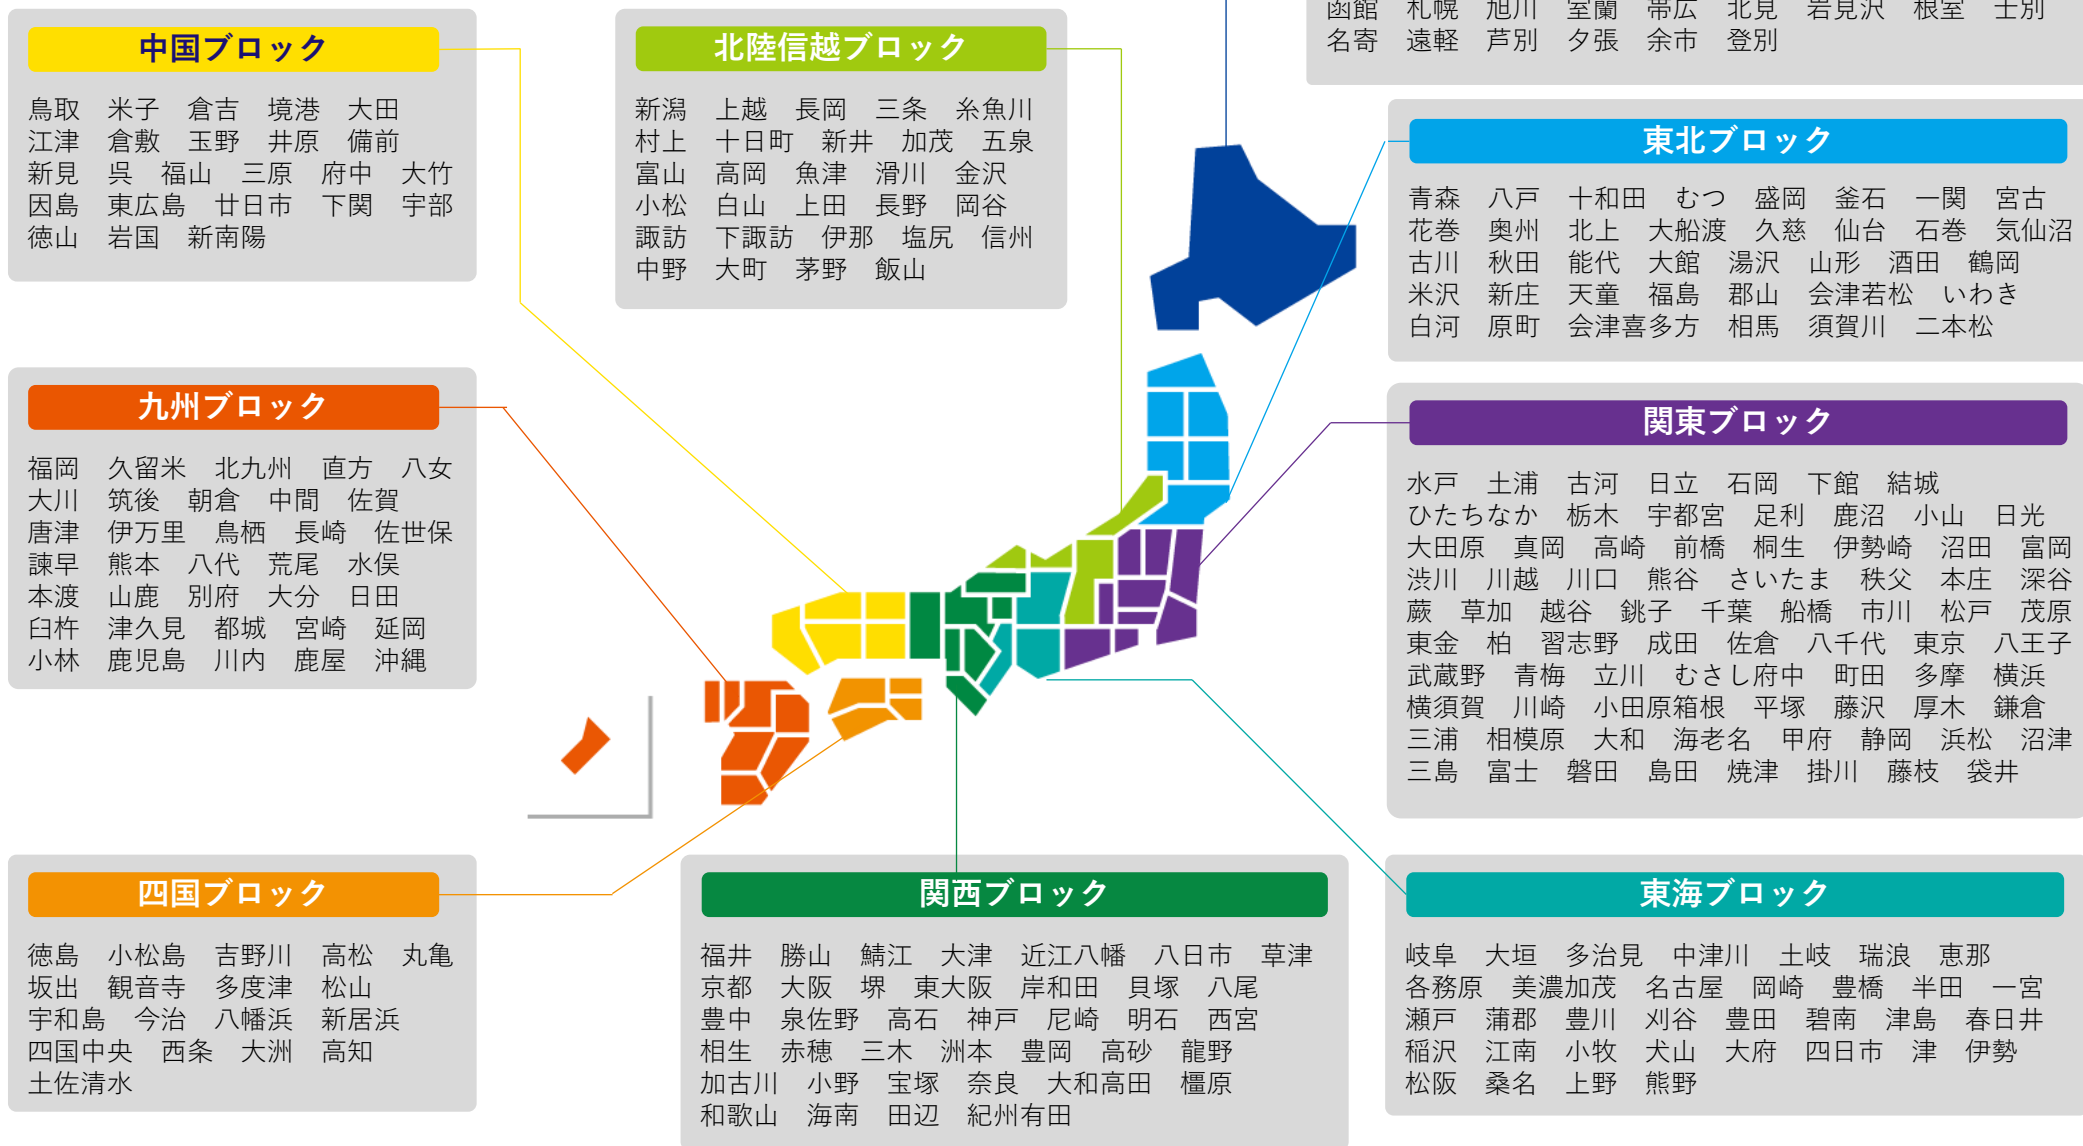 中国ブロック
鳥取 米子 倉吉 境港 大田
江津 倉敷 玉野 井原 備前
新見 呉 福山 三原 府中 大竹
因島 東広島 廿日市 下関 宇部
徳山 岩国 新南陽
北陸信越ブロック
新潟 上越 長岡 三条 糸魚川
村上 十日町 新井 加茂 五泉
富山 高岡 魚津 滑川 金沢
小松 白山 上田 長野 岡谷
諏訪 下諏訪 伊那 塩尻 信州
中野 大町 茅野 飯山
函館 札幌 旭川 室蘭 帯広 北見 岩見沢 根室 士別
名寄 遠軽 芦別 夕張 余市 登別
東北ブロック
青森 八戸 十和田 むつ 盛岡 釜石 一関 宮古
花巻 奥州 北上 大船渡 久慈 仙台 石巻 気仙沼
古川 秋田 能代 大館 湯沢 山形 酒田 鶴岡
米沢 新庄 天童 福島 郡山 会津若松 いわき
白河 原町 会津喜多方 相馬 須賀川 二本松
九州ブロック
福岡 久留米 北九州 直方 八女
大川 筑後 朝倉 中間 佐賀
唐津 伊万里 鳥栖 長崎 佐世保
諫早 熊本 八代 荒尾 水俣
本渡 山鹿 別府 大分 日田
臼杵 津久見 都城 宮崎 延岡
小林 鹿児島 川内 鹿屋 沖縄
関東ブロック
水戸 土浦 古河 日立 石岡 下館 結城
ひたちなか 栃木 宇都宮 足利 鹿沼 小山 日光
大田原 真岡 高崎 前橋 桐生 伊勢崎 沼田 富岡
渋川 川越 川口 熊谷 さいたま 秩父 本庄 深谷
蕨 草加 越谷 銚子 千葉 船橋 市川 松戸 茂原
東金 柏 習志野 成田 佐倉 八千代 東京 八王子
武蔵野 青梅 立川 むさし府中 町田 多摩 横浜
横須賀 川崎 小田原箱根 平塚 藤沢 厚木 鎌倉
三浦 相模原 大和 海老名 甲府 静岡 浜松 沼津
三島 富士 磐田 島田 焼津 掛川 藤枝 袋井
四国ブロック
徳島 小松島 吉野川 高松 丸亀
坂出 観音寺 多度津 松山
宇和島 今治 八幡浜 新居浜
四国中央 西条 大洲 高知
土佐清水
関西ブロック
福井 勝山 鯖江 大津 近江八幡 八日市 草津
京都 大阪 堺 東大阪 岸和田 貝塚 八尾
豊中 泉佐野 高石 神戸 尼崎 明石 西宮
相生 赤穂 三木 洲本 豊岡 高砂 龍野
加古川 小野 宝塚 奈良 大和高田 橿原
和歌山 海南 田辺 紀州有田
東海ブロック
岐阜 大垣 多治見 中津川 土岐 瑞浪 恵那
各務原 美濃加茂 名古屋 岡崎 豊橋 半田 一宮
瀬戸 蒲郡 豊川 刈谷 豊田 碧南 津島 春日井
稲沢 江南 小牧 犬山 大府 四日市 津 伊勢
松阪 桑名 上野 熊野